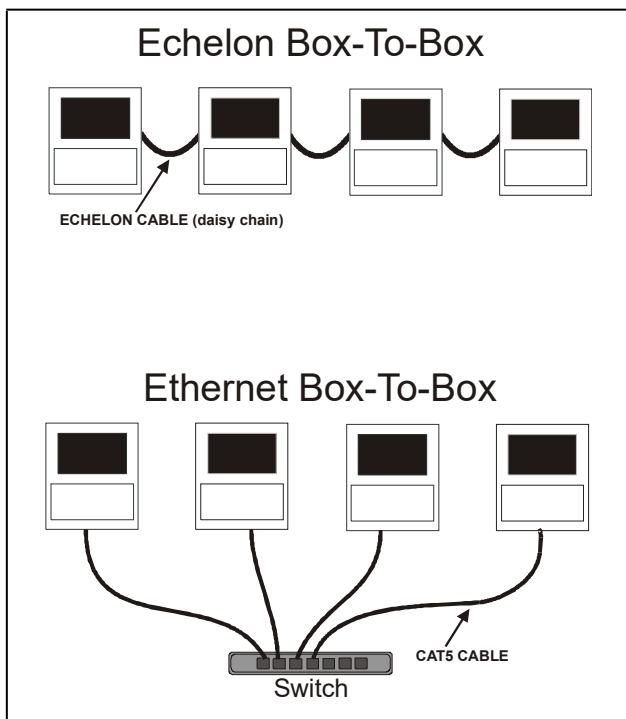 Echelon Box-To-Box
ECHELON CABLE (daisy chain)
Ethernet Box-To-Box
CAT5 CABLE
Switch